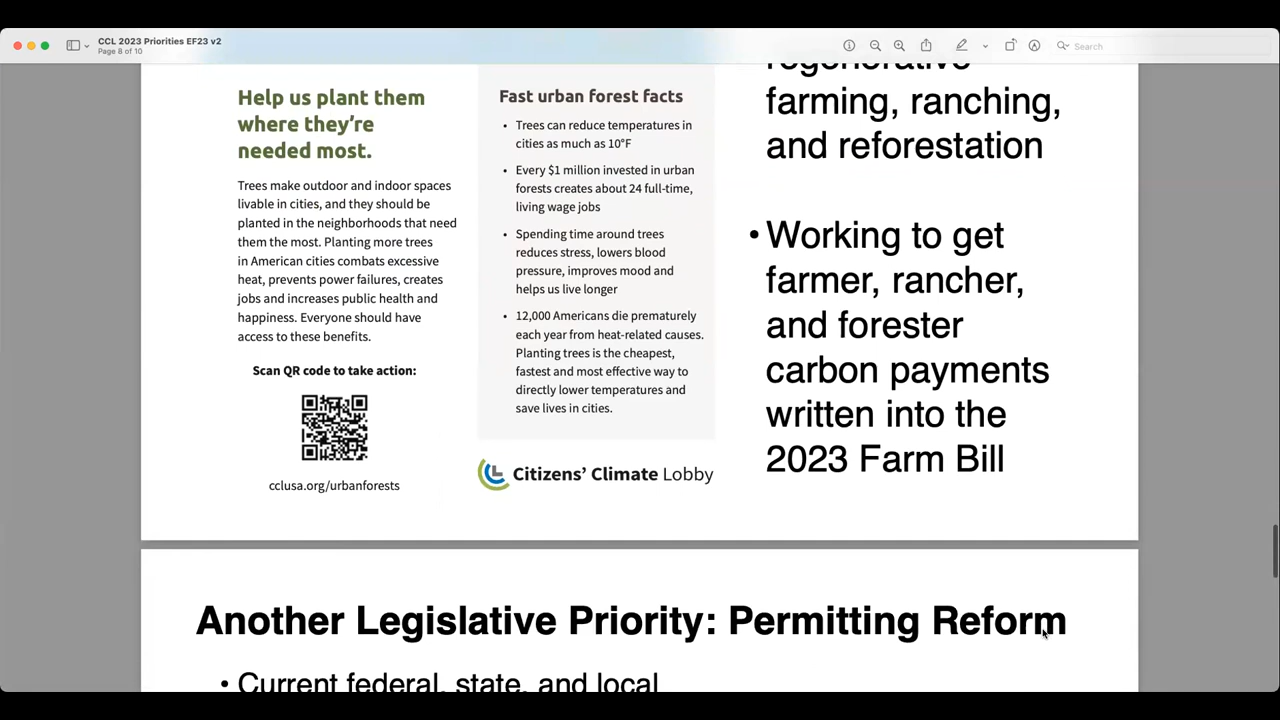 CCL 2023 Priorities EF23 v2
Page 8 of 10
Search
Help us plant them
where they're
needed most.
Trees make outdoor and indoor spaces
livable in cities, and they should be
planted in the neighborhoods that need
them the most. Planting more trees
in American cities combats excessive
heat, prevents power failures, creates
jobs and increases public health and
happiness. Everyone should have
access to these benefits.
Scan QR code to take action:
cclusa.org/urbanforests
Fast urban forest facts
• Trees can reduce temperatures in
cities as much as 10°F
• Every $1 million invested in urban
forests creates about 24 full-time,
living wage jobs
• Spending time around trees
reduces stress, lowers blood
pressure, improves mood and
helps us live longer
• 12,000 Americans die prematurely
each year from heat-related causes.
Planting trees is the cheapest,
fastest and most effective way to
directly lower temperatures and
save lives in cities.
Citizens' Climate Lobby
regenerative
farming, ranching,
and reforestation
• Working to get
farmer, rancher,
and forester
carbon payments
written into the
2023 Farm Bill
Another Legislative Priority: Permitting Reform
• Current federal, state, and local